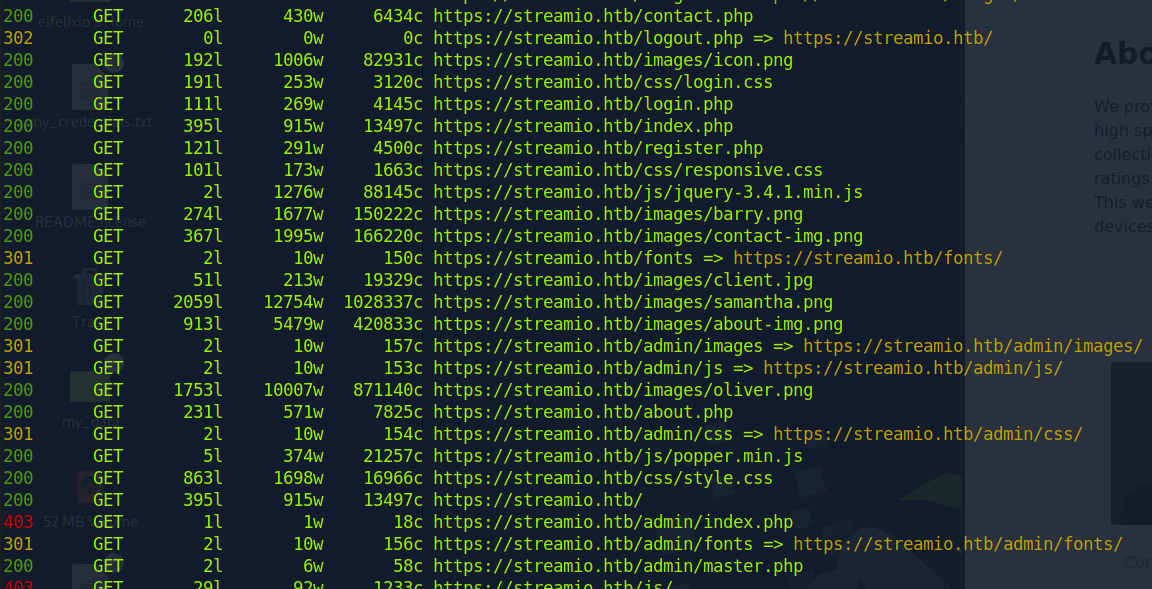 200 GET 206l 430w 6434c https://streamio.htb/contact.php
302 GET 0l 0w 0c https://streamio.htb/logout.php => https://streamio.htb/
200 GET 192l 1006w 82931c https://streamio.htb/images/icon.png
200 GET 191l 253w 3120c https://streamio.htb/css/login.css
200 GET 111l 269w 4145c https://streamio.htb/login.php
200 GET 395l 915w 13497c https://streamio.htb/index.php
200 GET 121l 291w 4500c https://streamio.htb/register.php
200 GET 101l 173w 1663c https://streamio.htb/css/responsive.css
200 GET 2l 1276w 88145c https://streamio.htb/js/jquery-3.4.1.min.js
200 GET 274l 1677w 150222c https://streamio.htb/images/barry.png
200 GET 367l 1995w 166220c https://streamio.htb/images/contact-img.png
301 GET 2l 10w 150c https://streamio.htb/fonts => https://streamio.htb/fonts/
200 GET 51l 213w 19329c https://streamio.htb/images/client.jpg
200 GET 2059l 12754w 1028337c https://streamio.htb/images/samantha.png
200 GET 913l 5479w 420833c https://streamio.htb/images/about-img.png
301 GET 2l 10w 157c https://streamio.htb/admin/images => https://streamio.htb/admin/images/
301 GET 2l 10w 153c https://streamio.htb/admin/js => https://streamio.htb/admin/js/
200 GET 1753l 10007w 871140c https://streamio.htb/images/oliver.png
200 GET 231l 571w 7825c https://streamio.htb/about.php
301 GET 2l 10w 154c https://streamio.htb/admin/css => https://streamio.htb/admin/css/
200 GET 5l 374w 21257c https://streamio.htb/js/popper.min.js
200 GET 863l 1698w 16966c https://streamio.htb/css/style.css
200 GET 395l 915w 13497c https://streamio.htb/
403 GET 1l 1w 18c https://streamio.htb/admin/index.php
301 GET 2l 10w 156c https://streamio.htb/admin/fonts => https://streamio.htb/admin/fonts/
200 GET 2l 6w 58c https://streamio.htb/admin/master.php
403 GET 29l 92w 1233c https://streamio.htb/js/
Abo
We prov
high sp
collecti
ratings
This we
devices